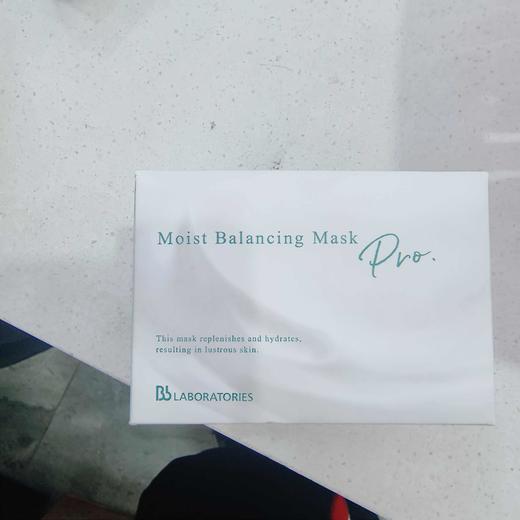 Moist Balancing Mask Pro.
This mask replenishes and hydrates,
resulting in lustrous skin.
Bb LABORATORIES